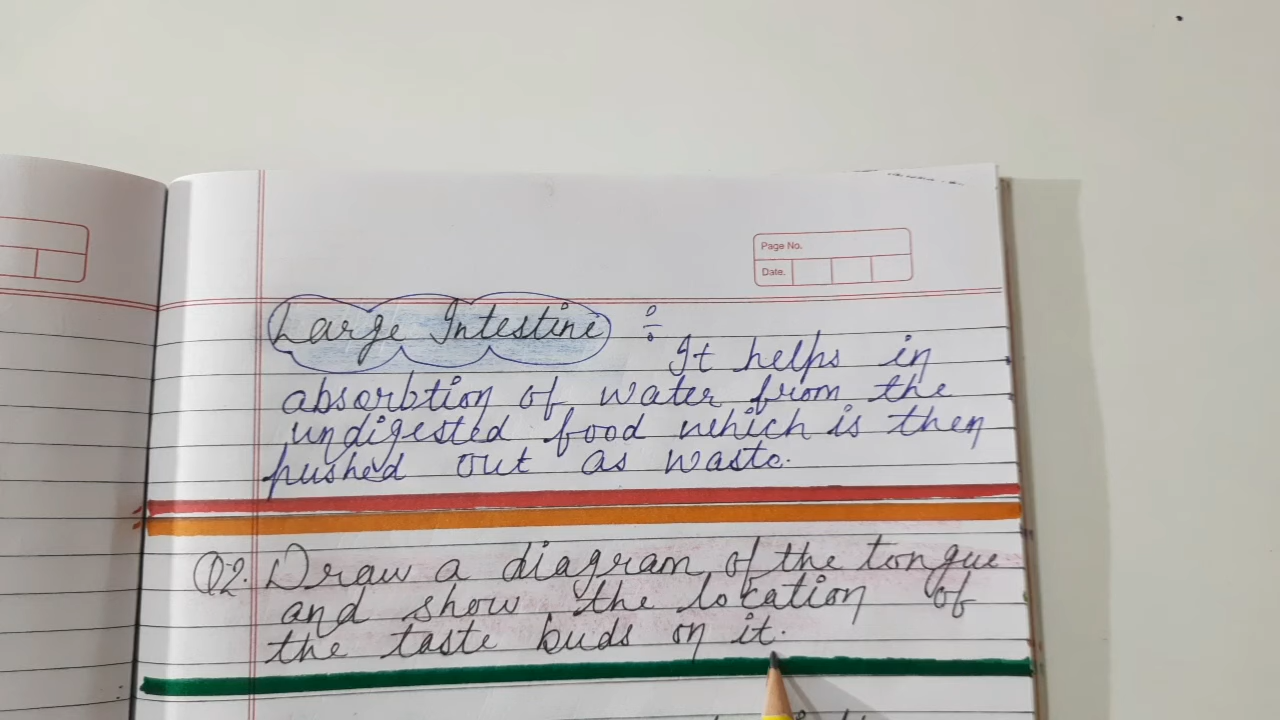 Page No.
Date.
Large Intestine ÷
It helps in
absorbtion of water from the
undigested food which is then
pushed out as waste.
Q2. Draw a diagram of the tongue
and show the location of
the taste buds on it.